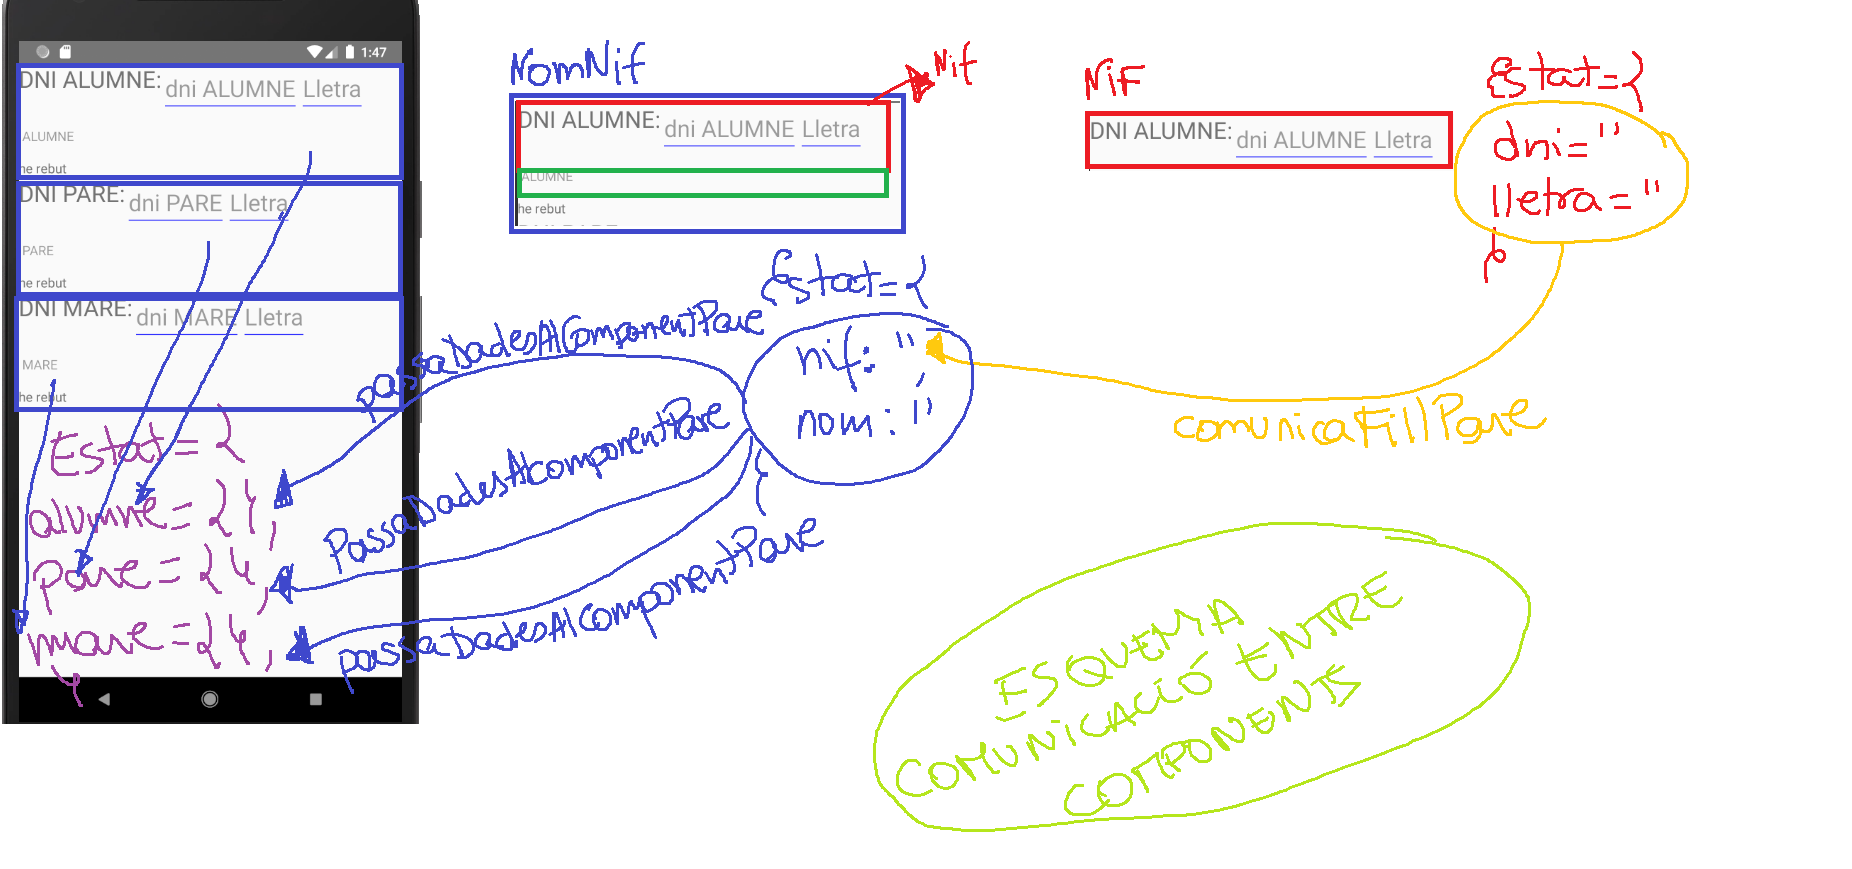 1:47
DNI ALUMNE: dni ALUMNE Lletra
ALUMNE
he rebut
DNI PARE: dni PARE Lletra
PARE
he rebut
DNI MARE: dni MARE Lletra
MARE
he rebut
Estat={
alumne={},
pare={},
mare={},
}
NomNif
Nif
DNI ALUMNE: dni ALUMNE Lletra
ALUMNE
he rebut
Estat={
nif: '',
nom: ''
}
passaDadesAlComponentPare
PassaDadesAlComponentPare
passaDadesAlComponentPare
NIF
DNI ALUMNE: dni ALUMNE Lletra
Estat={
dni=''
lletra=''
}
comunicaFillPare
ESQUEMA
COMUNICACIÓ ENTRE
COMPONENTS